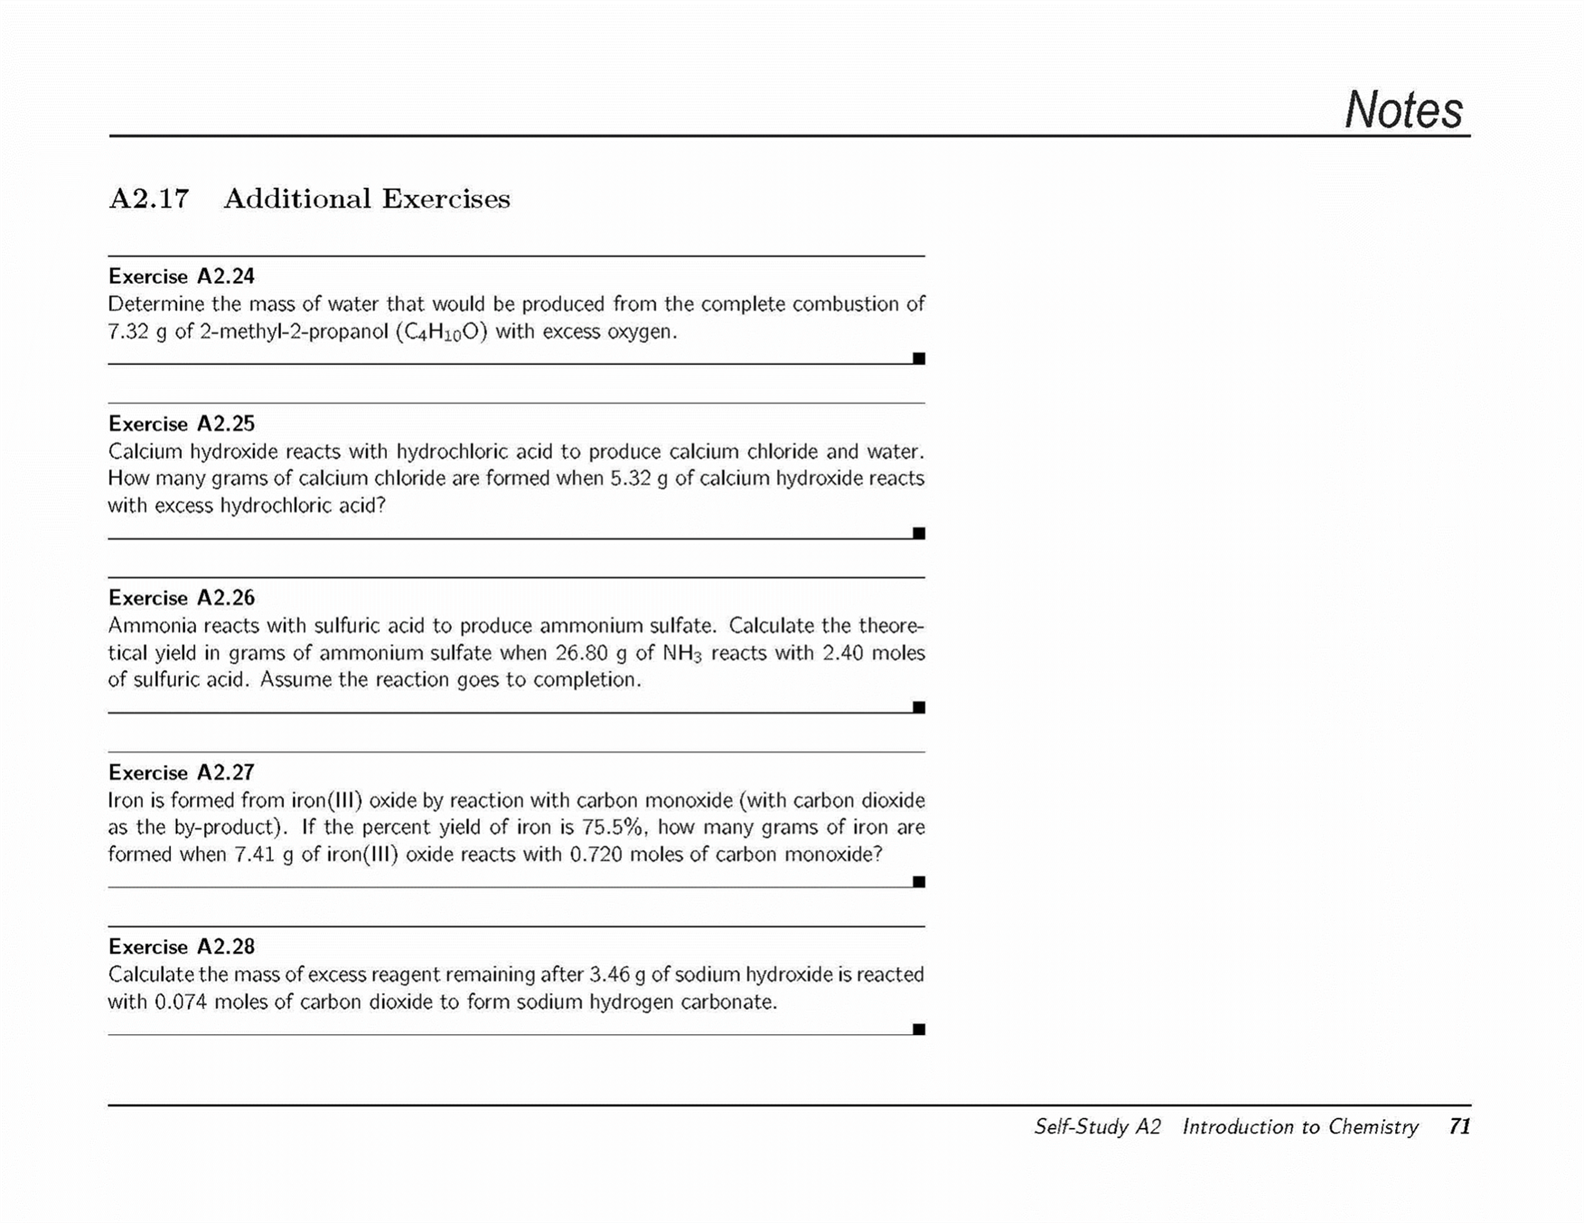 Notes
A2.17 Additional Exercises
Exercise A2.24
Determine the mass of water that would be produced from the complete combustion of
7.32 g of 2-methyl-2-propanol (C₄H₁₀O) with excess oxygen.
Exercise A2.25
Calcium hydroxide reacts with hydrochloric acid to produce calcium chloride and water.
How many grams of calcium chloride are formed when 5.32 g of calcium hydroxide reacts
with excess hydrochloric acid?
Exercise A2.26
Ammonia reacts with sulfuric acid to produce ammonium sulfate. Calculate the theore-
tical yield in grams of ammonium sulfate when 26.80 g of NH₃ reacts with 2.40 moles
of sulfuric acid. Assume the reaction goes to completion.
Exercise A2.27
Iron is formed from iron(III) oxide by reaction with carbon monoxide (with carbon dioxide
as the by-product). If the percent yield of iron is 75.5%, how many grams of iron are
formed when 7.41 g of iron(III) oxide reacts with 0.720 moles of carbon monoxide?
Exercise A2.28
Calculate the mass of excess reagent remaining after 3.46 g of sodium hydroxide is reacted
with 0.074 moles of carbon dioxide to form sodium hydrogen carbonate.
Self-Study A2 Introduction to Chemistry 71